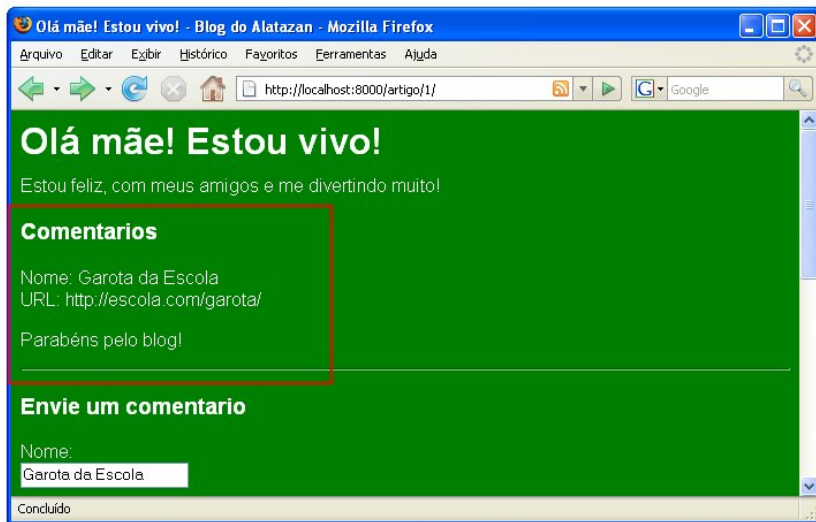 Olá mãe! Estou vivo! - Blog do Alatazan - Mozilla Firefox
Arquivo Editar Exibir Histórico Favoritos Ferramentas Ajuda
http://localhost:8000/artigo/1/ G Google
Olá mãe! Estou vivo!
Estou feliz, com meus amigos e me divertindo muito!
Comentarios
Nome: Garota da Escola
URL: http://escola.com/garota/
Parabéns pelo blog!
Envie um comentario
Nome:
Garota da Escola
Concluído